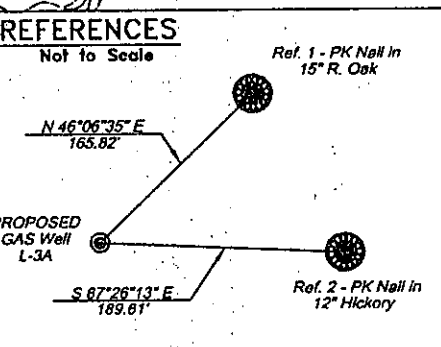 REFERENCES
Not to Scale
Ref. 1 - PK Nail in
15" R. Oak
N 46°06'35" E
165.82'
PROPOSED
GAS Well
L-3A
S 87°26'13" E
189.61'
Ref. 2 - PK Nail in
12" Hickory